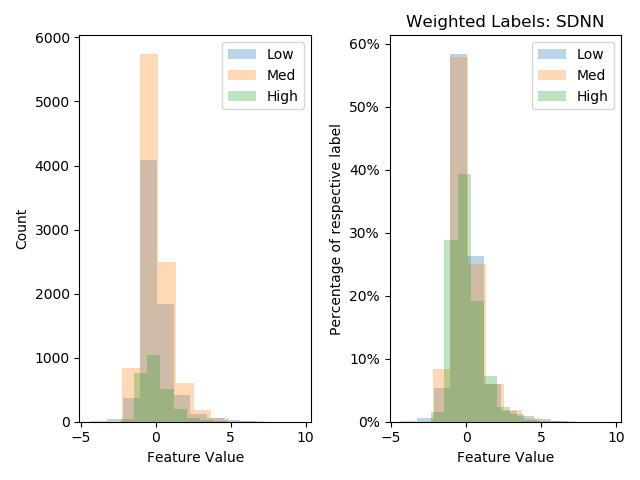 Weighted Labels: SDNN
6000
5000
4000
3000
2000
1000
0
Count
−5
0
5
10
Feature Value
Low
Med
High
60%
50%
40%
30%
20%
10%
0%
Percentage of respective label
−5
0
5
10
Feature Value
Low
Med
High